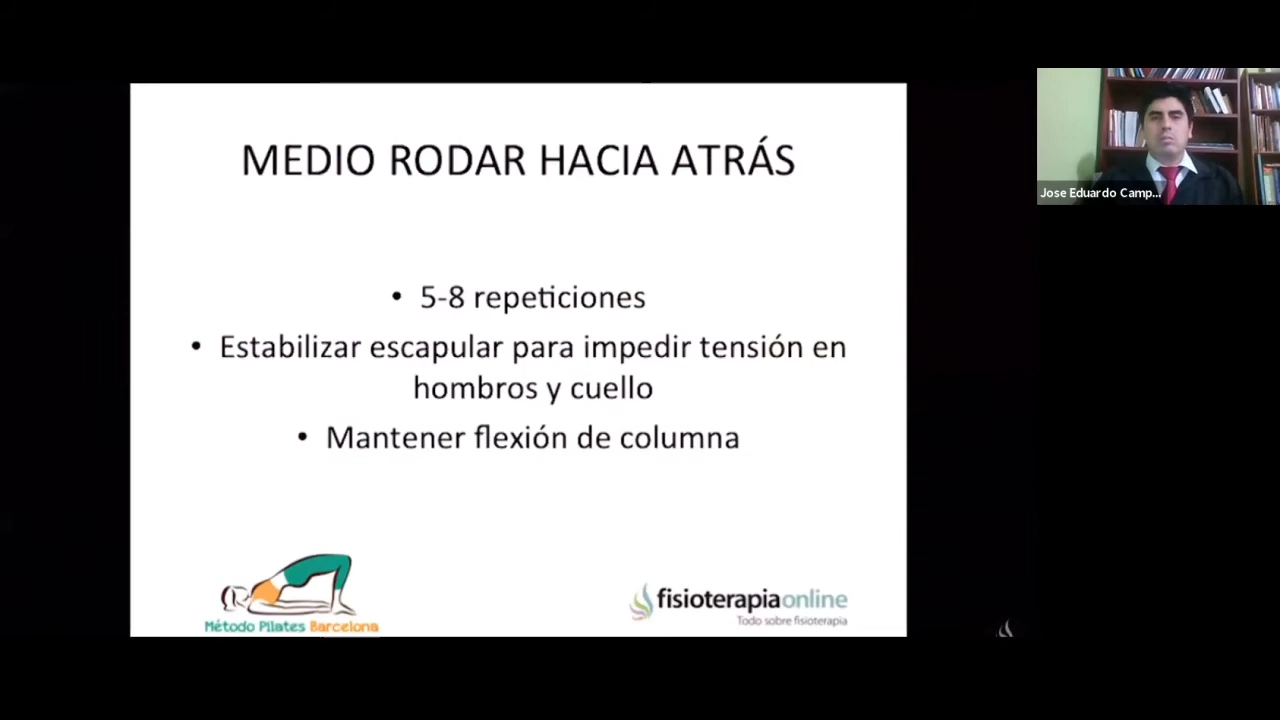 MEDIO RODAR HACIA ATRÁS
Jose Eduardo Camp...
• 5-8 repeticiones
• Estabilizar escapular para impedir tensión en
hombros y cuello
• Mantener flexión de columna
Método Pilates Barcelona
fisioterapiaonline
Todo sobre fisioterapia